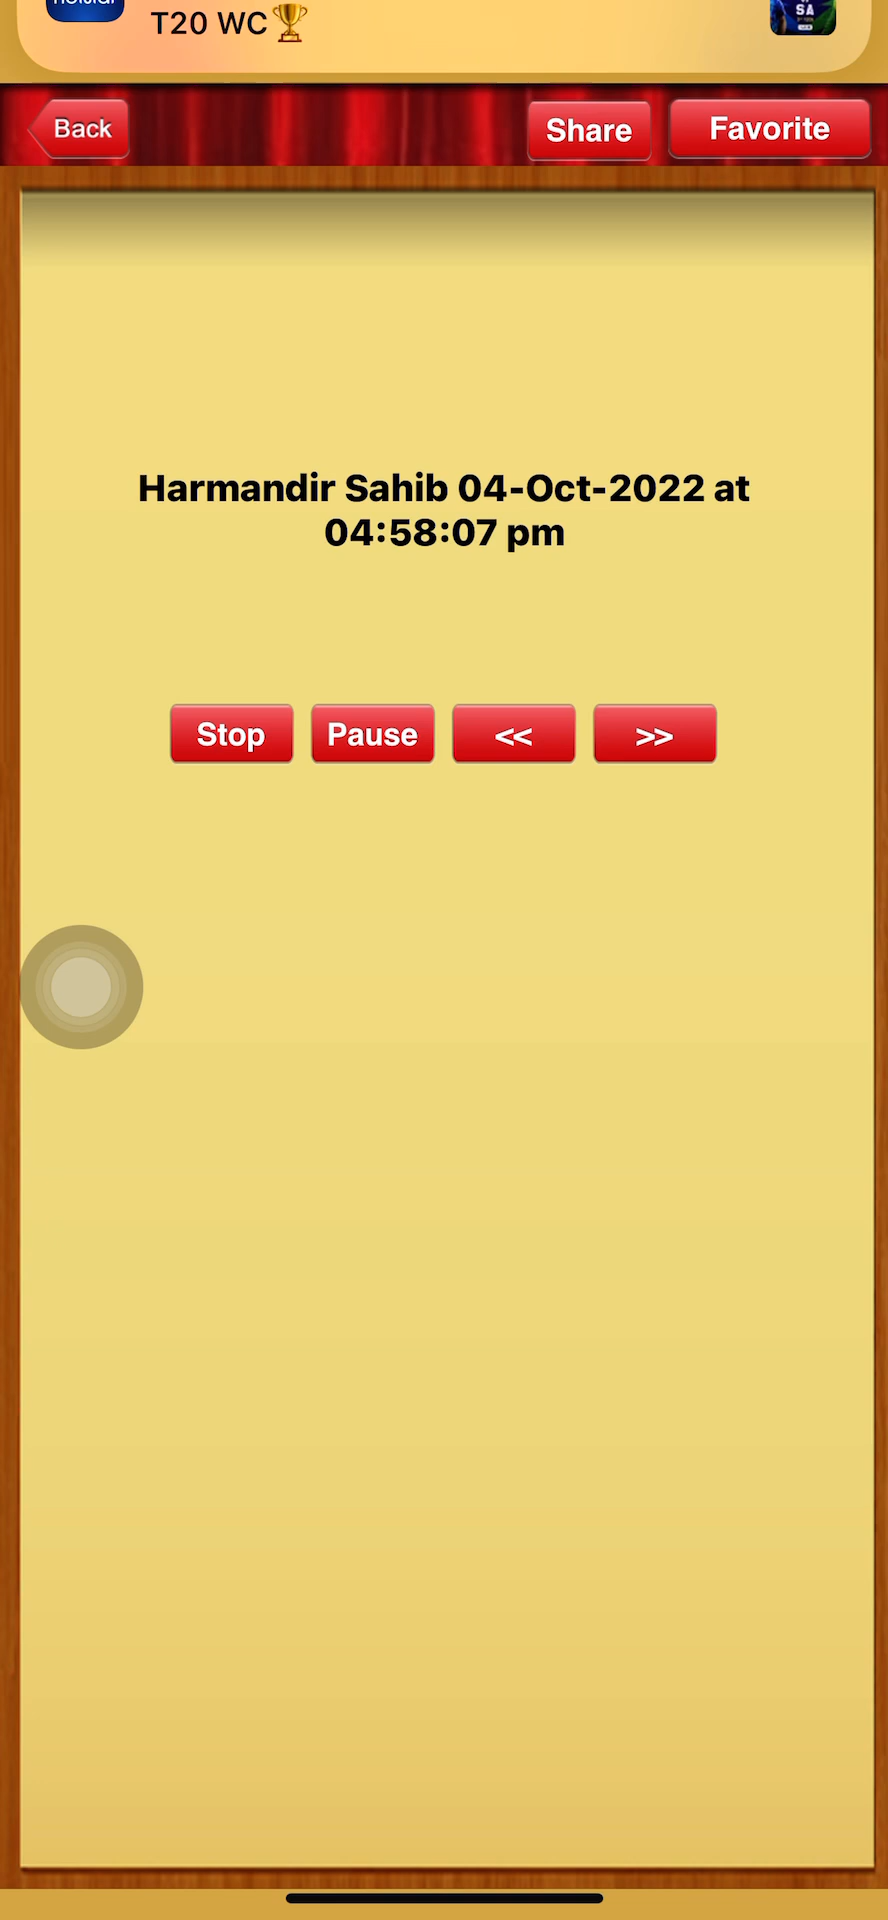 T20 WC🏆
SA
Back
Share
Favorite
Harmandir Sahib 04-Oct-2022 at
04:58:07 pm
Stop
Pause
<<
>>